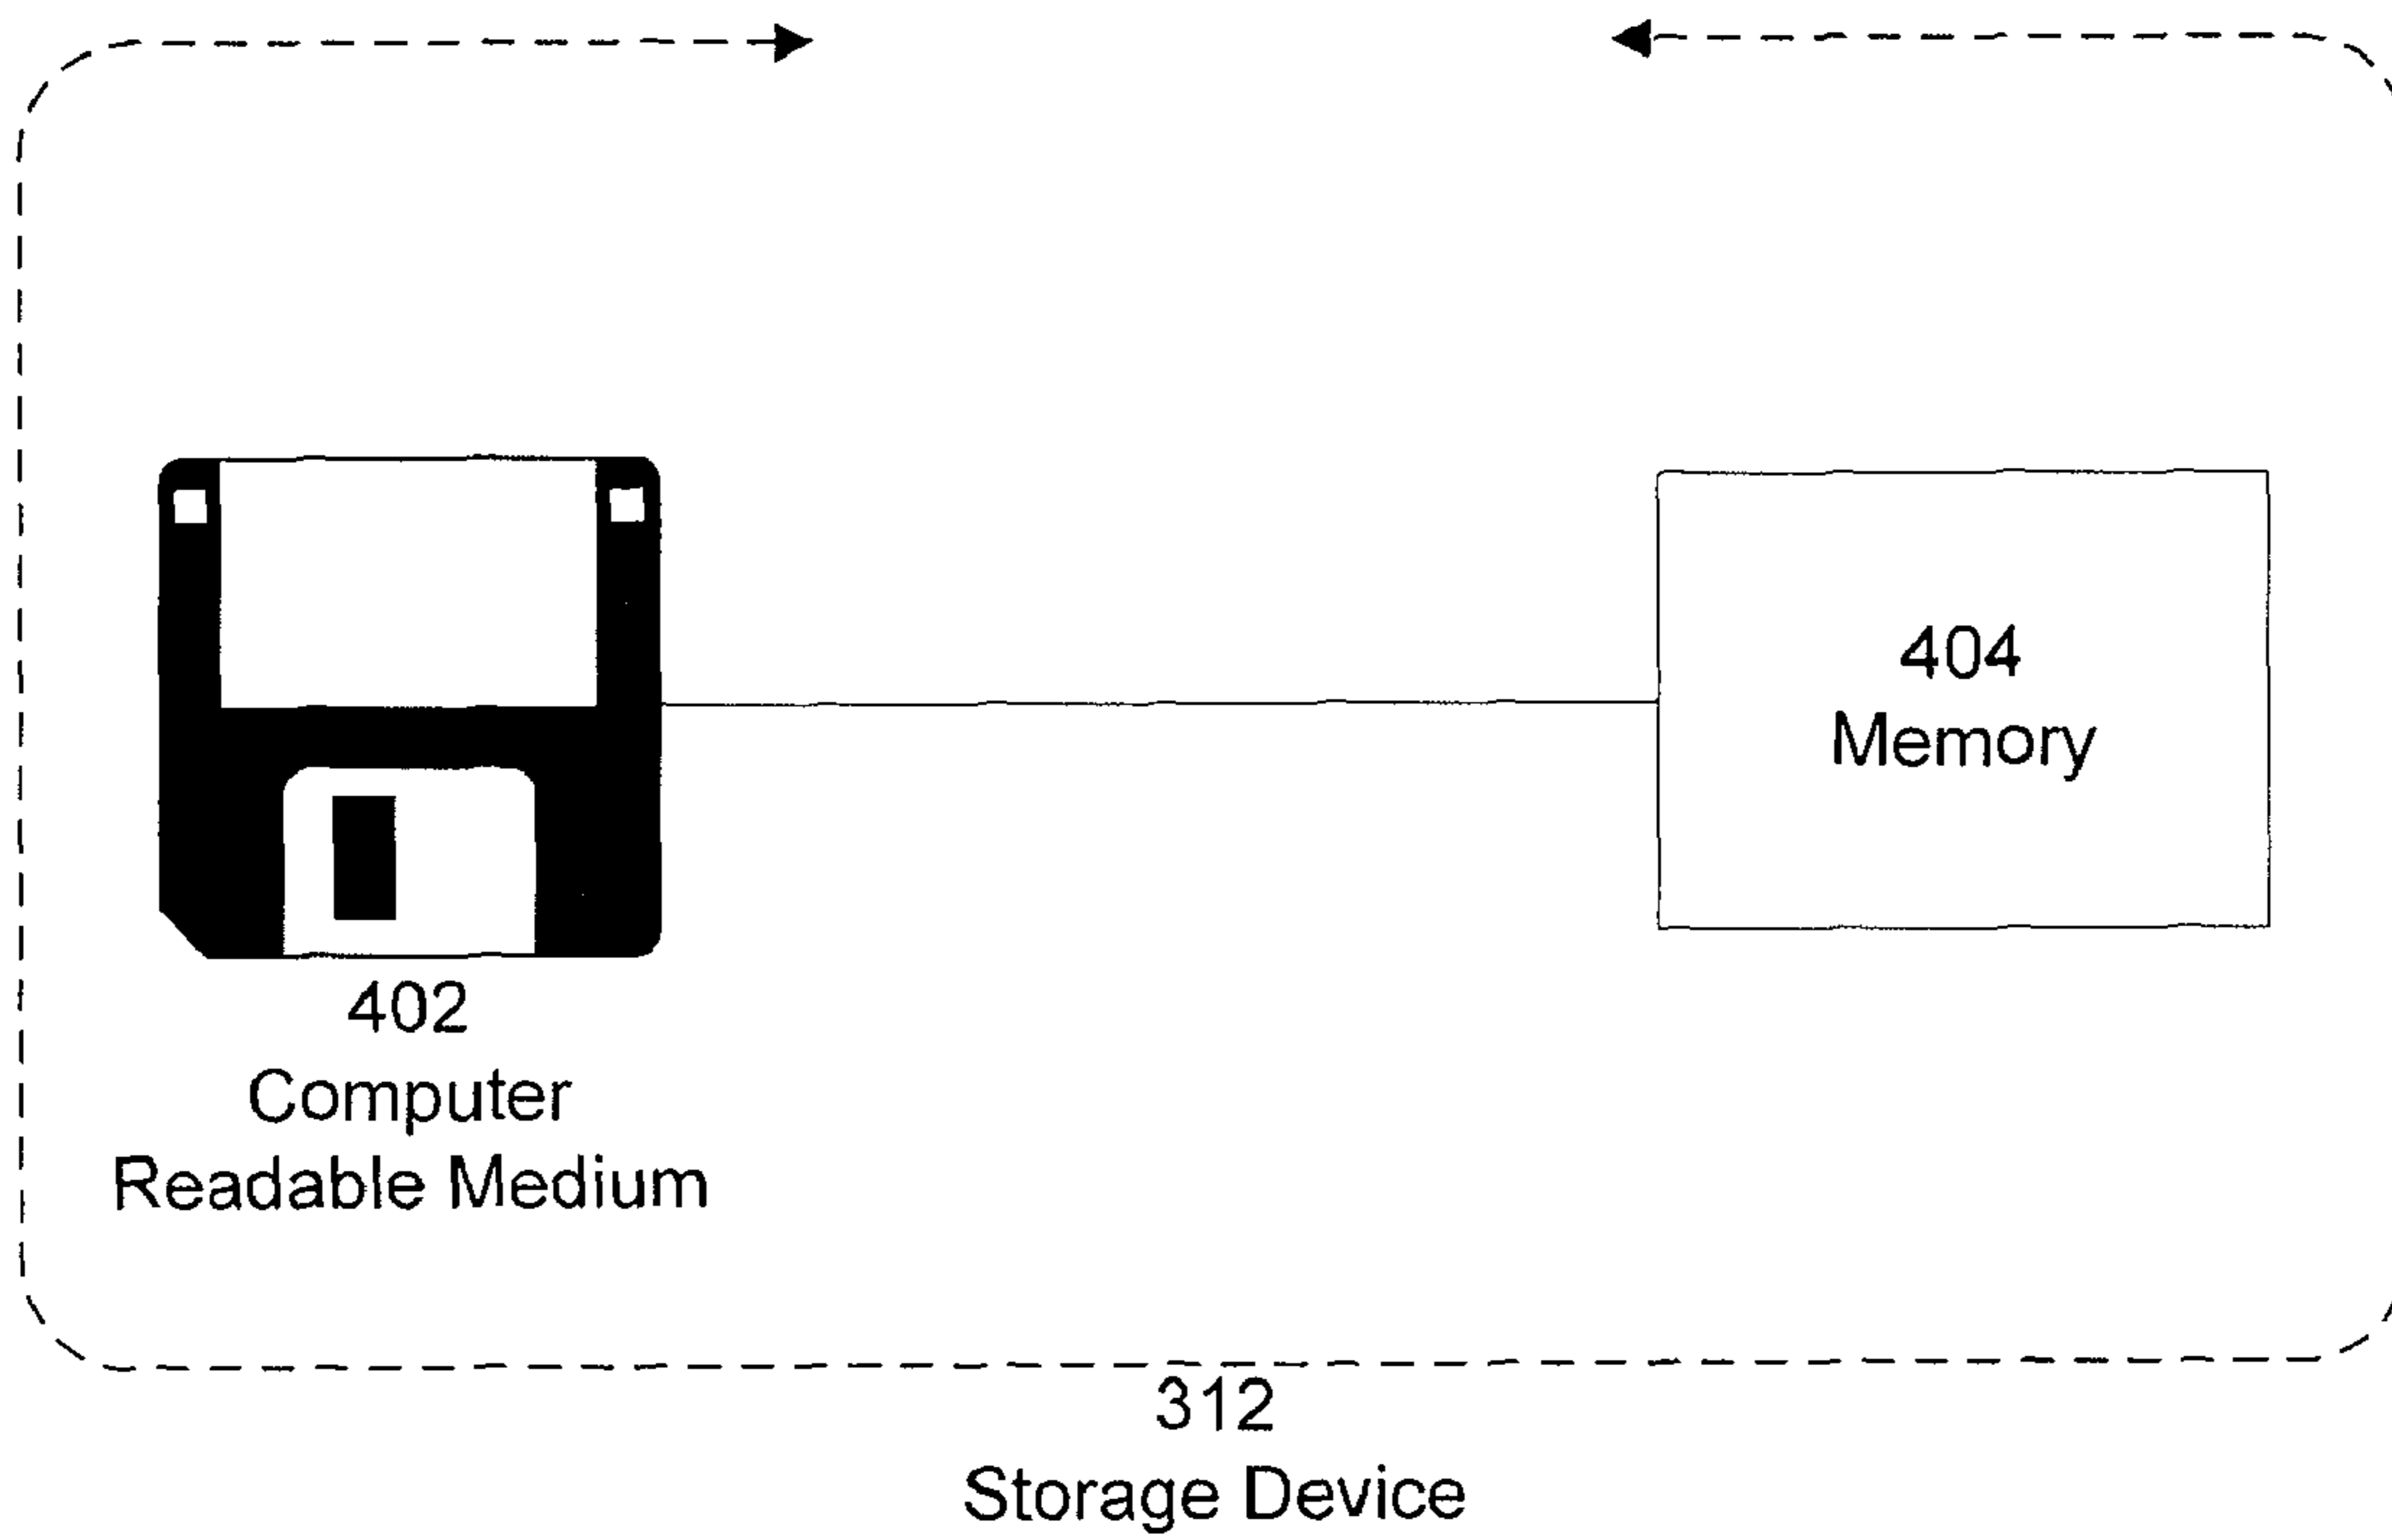 404
Memory
402
Computer
Readable Medium
312
Storage Device